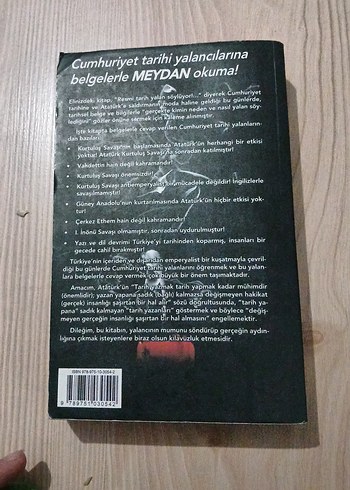 Cumhuriyet tarihi yalancılarına
belgelerle MEYDAN okuma!
Elinizdeki kitap, "Resmi tarih yalan söylüyor!..." diyerek Cumhuriyet
tarihine ve Atatürk'e saldırmanın moda haline geldiği bu günlerde,
tarihsel belge ve bilgilerle "gerçekte kimin neden ve nasıl yalan söy-
lediğini" gözler önüne sermek için kaleme alınmıştır.
İşte kitapta belgelerle cevap verilen Cumhuriyet tarihi yalanların-
dan bazıları:
• Kurtuluş Savaşı'nın başlamasında Atatürk'ün herhangi bir etkisi
yoktur! Atatürk Kurtuluş Savaşı'na sonradan katılmıştır!
• Vahdettin hain değil kahramandır!
• Kurtuluş Savaşı önemsizdir!
• Kurtuluş Savaşı antiemperyalist bir mücadele değildir! İngilizlerle
savaşılmamıştır!
• Güney Anadolu'nun kurtarılmasında Atatürk'ün hiçbir etkisi yok-
tur!
• Çerkez Ethem hain değil kahramandır!
• I. İnönü Savaşı olmamıştır, sonradan uydurulmuştur!
• Yazı ve dil devrimi Türkiye'yi tarihinden koparmış, insanları bir
gecede cahil bırakmıştır!
Türkiye'nin içeriden ve dışarıdan emperyalist bir kuşatmayla çevril-
diği bu günlerde Cumhuriyet tarihi yalanlarını öğrenmek ve bu yalan-
lara belgelerle cevap vermek çok büyük bir önem taşımaktadır.
Amacım, Atatürk'ün "Tarih yazmak tarih yapmak kadar mühimdir
(önemlidir); yazan yapana sadık (bağlı) kalmazsa değişmeyen hakikat
(gerçek) insanlığı şaşırtan bir hal alır" sözü doğrultusunda, "tarih ya-
pana" sadık kalmayan "tarih yazanları" göstermek ve böylece "değiş-
meyen gerçeğin insanlığı şaşırtan bir hal almasını" engellemektir.
Dileğim, bu kitabın, yalancının mumunu söndürüp gerçeğin aydın-
lığına çıkmak isteyenlere biraz olsun kılavuzluk etmesidir.
ISBN 978-975-10-3054-2
9 789751 030542